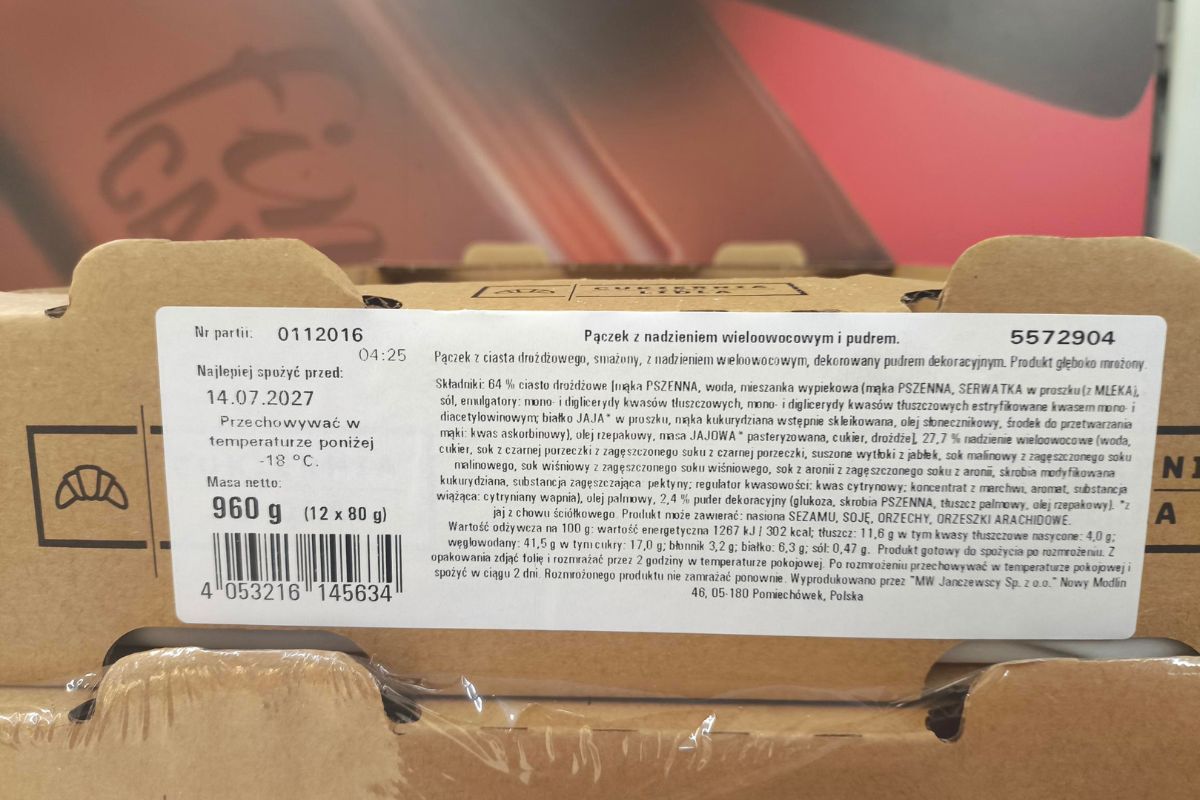 fun
CA
CUKIERNIA
LIDLA
Nr partii: 0112016
04:25
Najlepiej spożyć przed:
14.07.2027
Przechowywać w
temperaturze poniżej
-18 °C.
Masa netto:
960 g (12 x 80 g)
4 053216 145634
Pączek z nadzieniem wieloowocowym i pudrem. 5572904
Pączek z ciasta drożdżowego, smażony, z nadzieniem wieloowocowym, dekorowany pudrem dekoracyjnym. Produkt głęboko mrożony.
Składniki: 64 % ciasto drożdżowe [mąka PSZENNA, woda, mieszanka wypiekowa (mąka PSZENNA, SERWATKA w proszku (z MLEKA),
sól, emulgatory: mono- i diglicerydy kwasów tłuszczowych, mono- i diglicerydy kwasów tłuszczowych estryfikowane kwasem mono- i
diacetylowinowym; białko JAJA* w proszku, mąka kukurydziana wstępnie skleikowana, olej słonecznikowy, środek do przetwarzania
mąki: kwas askorbinowy), olej rzepakowy, masa JAJOWA* pasteryzowana, cukier, drożdże], 27,7 % nadzienie wieloowocowe (woda,
cukier, sok z czarnej porzeczki z zagęszczonego soku z czarnej porzeczki, suszone wytłoki z jabłek, sok malinowy z zagęszczonego soku
malinowego, sok wiśniowy z zagęszczonego soku wiśniowego, sok z aronii z zagęszczonego soku z aronii, skrobia modyfikowana
kukurydziana, substancja zagęszczająca: pektyny; regulator kwasowości: kwas cytrynowy; koncentrat z marchwi, aromat, substancja
wiążąca: cytryniany wapnia), olej palmowy, 2,4 % puder dekoracyjny (glukoza, skrobia PSZENNA, tłuszcz palmowy, olej rzepakowy). *z
jaj z chowu ściółkowego. Produkt może zawierać: nasiona SEZAMU, SOJĘ, ORZECHY, ORZESZKI ARACHIDOWE.
Wartość odżywcza na 100 g: wartość energetyczna 1267 kJ / 302 kcal; tłuszcz: 11,6 g w tym kwasy tłuszczowe nasycone: 4,0 g;
węglowodany: 41,5 g w tym cukry: 17,0 g; błonnik 3,2 g; białko: 6,3 g; sól: 0,47 g. Produkt gotowy do spożycia po rozmrożeniu. Z
opakowania zdjąć folię i rozmrażać przez 2 godziny w temperaturze pokojowej. Po rozmrożeniu przechowywać w temperaturze pokojowej i
spożyć w ciągu 2 dni. Rozmrożonego produktu nie zamrażać ponownie. Wyprodukowano przez "MW Janczewscy Sp. z o.o." Nowy Modlin
46, 05-180 Pomiechówek, Polska
NI
A